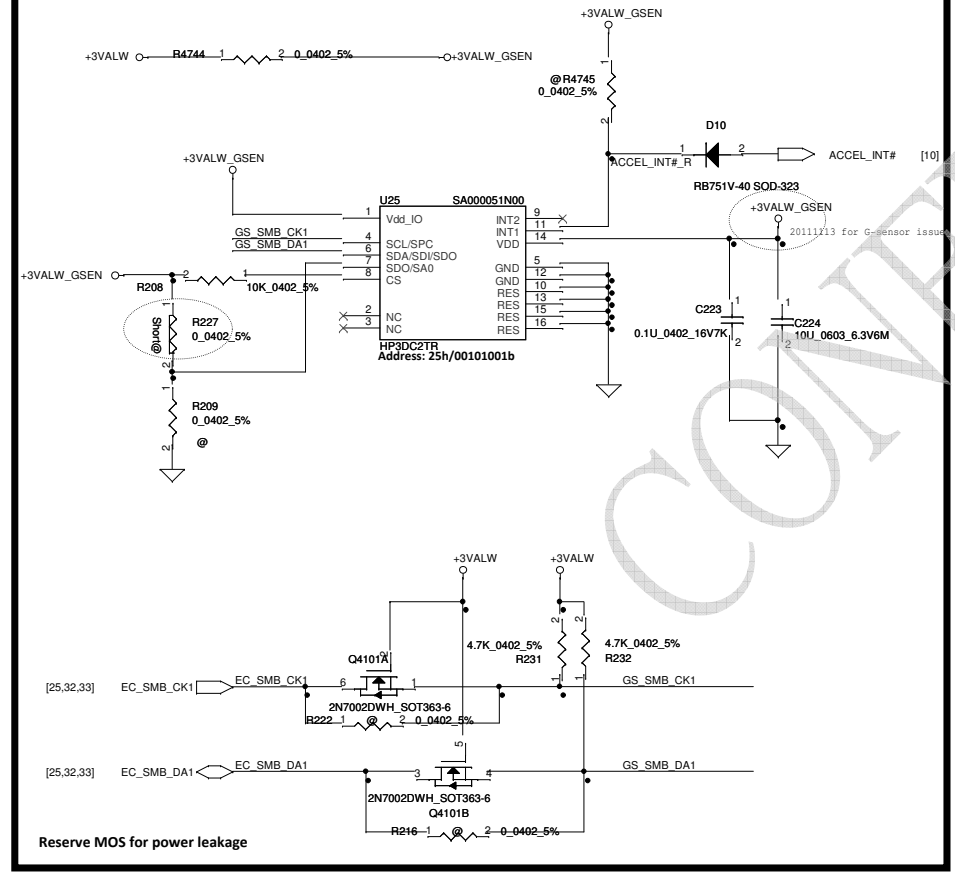 +3VALW_GSEN
+3VALW R4744 1 2 0_0402_5% +3VALW_GSEN
1
@ R4745
0_0402_5%
2
D10
1 2
ACCEL_INT#_R
ACCEL_INT# [10]
RB751V-40 SOD-323
+3VALW_GSEN
+3VALW_GSEN
20111113 for G-sensor issue
U25 SA000051N00
1 Vdd_IO
GS_SMB_CK1 4 SCL/SPC
GS_SMB_DA1 6 SDA/SDI/SDO
7 SDO/SA0
8 CS
2 NC
3 NC
INT2 9
INT1 11
VDD 14
GND 5
GND 12
RES 10
RES 13
RES 15
RES 16
HP3DC2TR
Address: 25h/00101001b
+3VALW_GSEN
2 1
R208 10K_0402_5%
1
R227
0_0402_5%
Short@
2
1
R209
0_0402_5%
2
@
1
C223
0.1U_0402_16V7K
2
1
C224
10U_0603_6.3V6M
2
CONF
+3VALW
+3VALW
2 2
4.7K_0402_5%
R231
4.7K_0402_5%
R232
1 1
Q4101A
2
[25,32,33] EC_SMB_CK1 EC_SMB_CK1 6 1 GS_SMB_CK1
2N7002DWH_SOT363-6
R222 1 @ 2 0_0402_5%
5
[25,32,33] EC_SMB_DA1 EC_SMB_DA1 3 4 GS_SMB_DA1
2N7002DWH_SOT363-6
Q4101B
R216 1 @ 2 0_0402_5%
Reserve MOS for power leakage